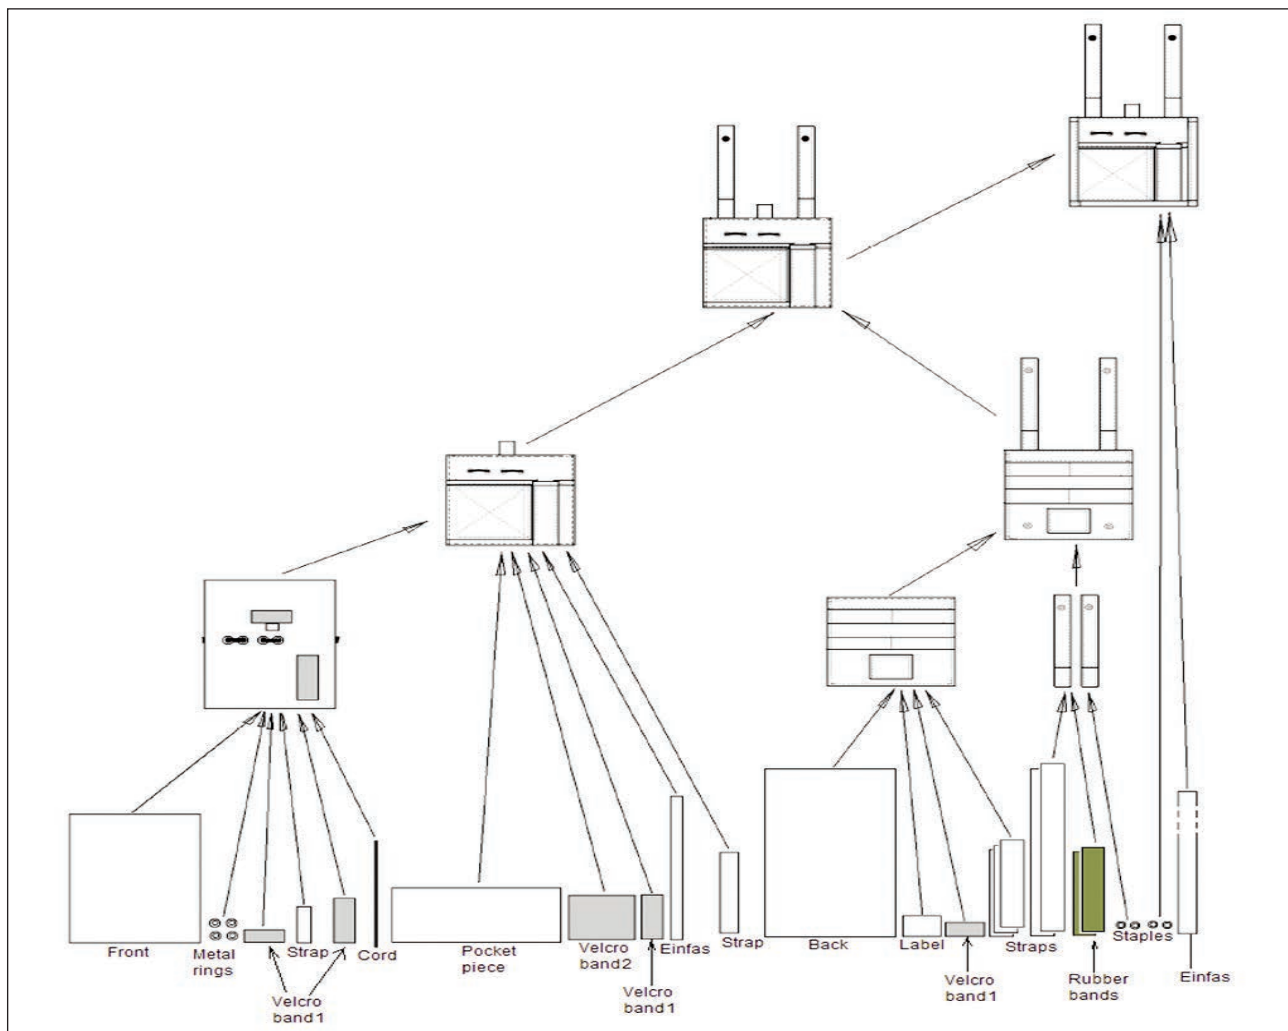 Front
Metal
rings
Velcro
band1
Strap
Cord
Pocket
piece
Velcro
band2
Velcro
band1
Einfas
Strap
Back
Label
Velcro
band1
Straps
Rubber
bands
Staples
Einfas